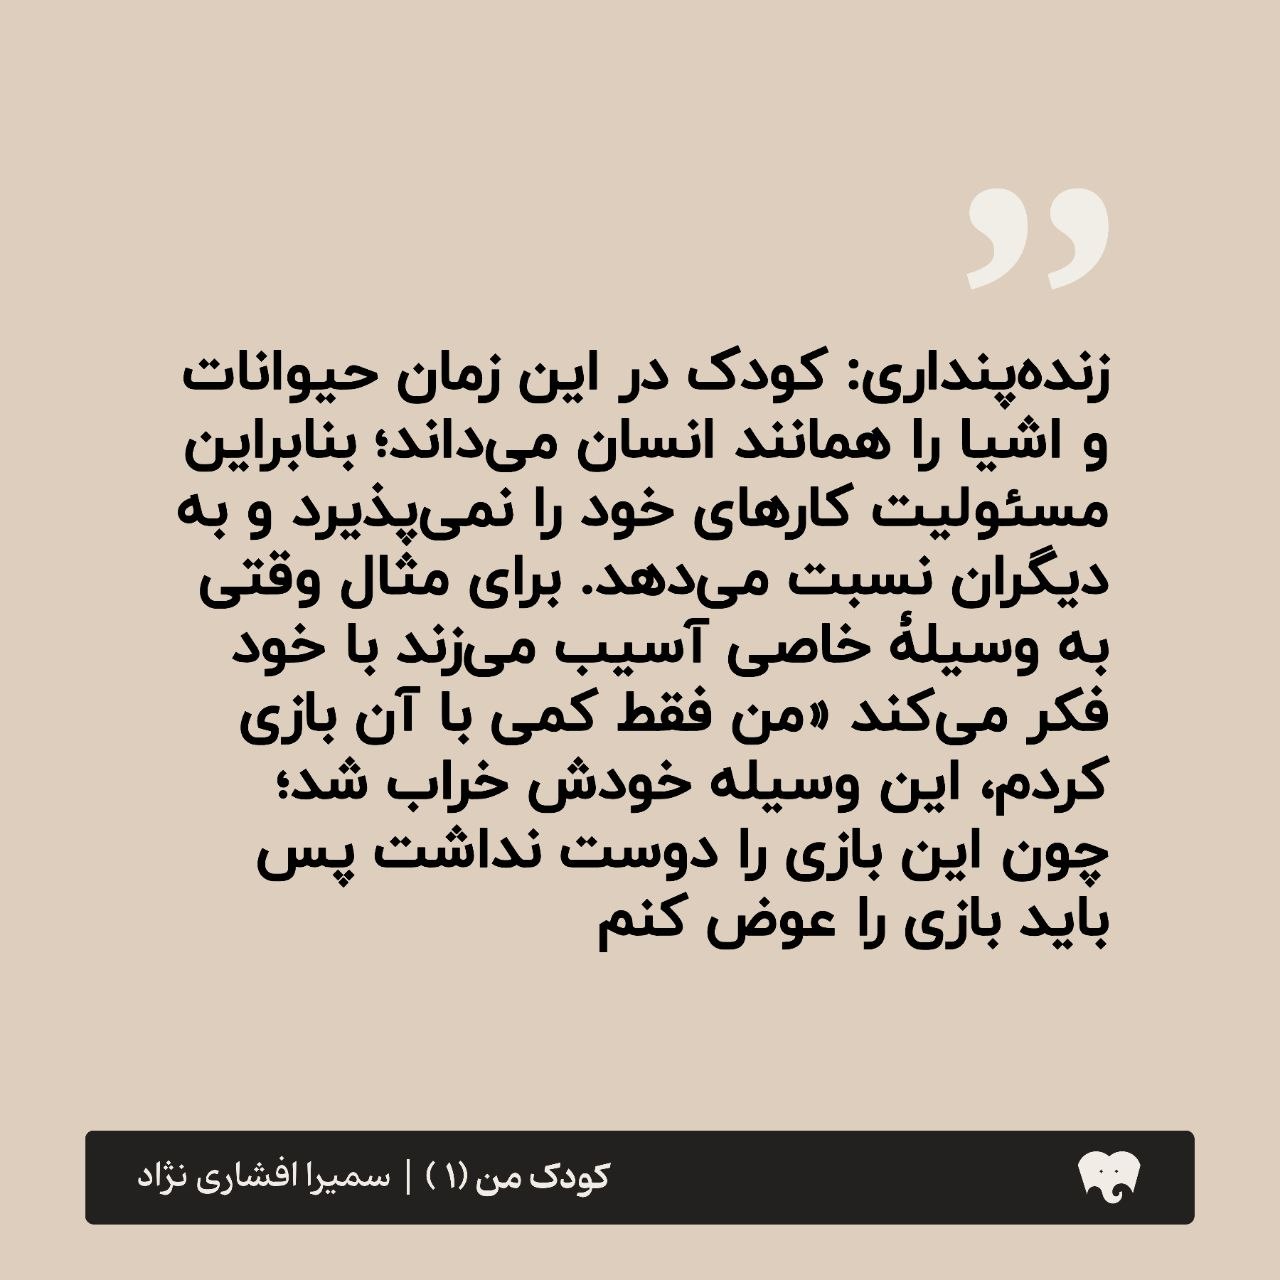 زنده‌پنداری: کودک در این زمان حیوانات
و اشیا را همانند انسان می‌داند؛ بنابراین
مسئولیت کارهای خود را نمی‌پذیرد و به
دیگران نسبت می‌دهد. برای مثال وقتی
به وسیلهٔ خاصی آسیب می‌زند با خود
فکر می‌کند «من فقط کمی با آن بازی
کردم، این وسیله خودش خراب شد؛
چون این بازی را دوست نداشت پس
باید بازی را عوض کنم
کودک من (۱) | سمیرا افشاری نژاد